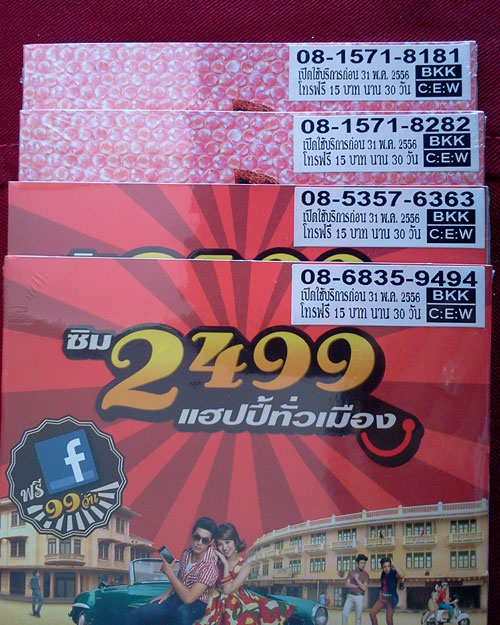 08-1571-8181
เปิดใช้บริการก่อน 31 พ.ค. 2556 BKK
โทรฟรี 15 บาท นาน 30 วัน C:E:W
08-1571-8282
เปิดใช้บริการก่อน 31 พ.ค. 2556 BKK
โทรฟรี 15 บาท นาน 30 วัน C:E:W
08-5357-6363
เปิดใช้บริการก่อน 31 พ.ค. 2556 BKK
โทรฟรี 15 บาท นาน 30 วัน C:E:W
08-6835-9494
เปิดใช้บริการก่อน 31 พ.ค. 2556 BKK
โทรฟรี 15 บาท นาน 30 วัน C:E:W
ซิม 2499
แฮปปี้ทั่วเมือง
f
ฟรี 99 วัน